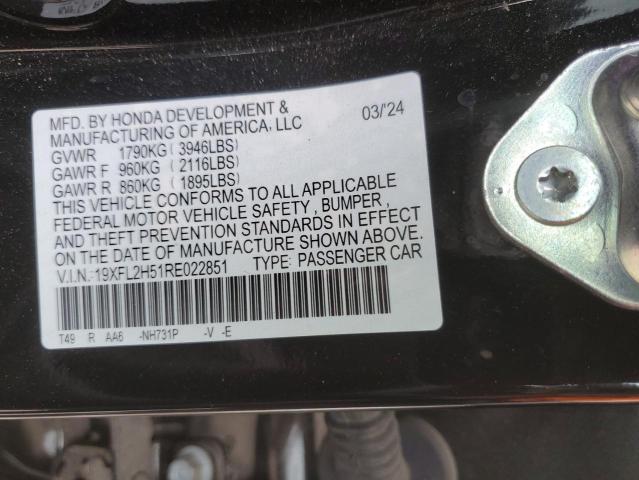 MFD. BY HONDA DEVELOPMENT & 03/'24
MANUFACTURING OF AMERICA, LLC
GVWR 1790KG (3946LBS)
GAWR F 960KG (2116LBS)
GAWR R 860KG (1895LBS)
THIS VEHICLE CONFORMS TO ALL APPLICABLE
FEDERAL MOTOR VEHICLE SAFETY , BUMPER ,
AND THEFT PREVENTION STANDARDS IN EFFECT
ON THE DATE OF MANUFACTURE SHOWN ABOVE.
V.I.N.:19XFL2H51RE022851 TYPE: PASSENGER CAR
T49 R AA6 -NH731P -V -E